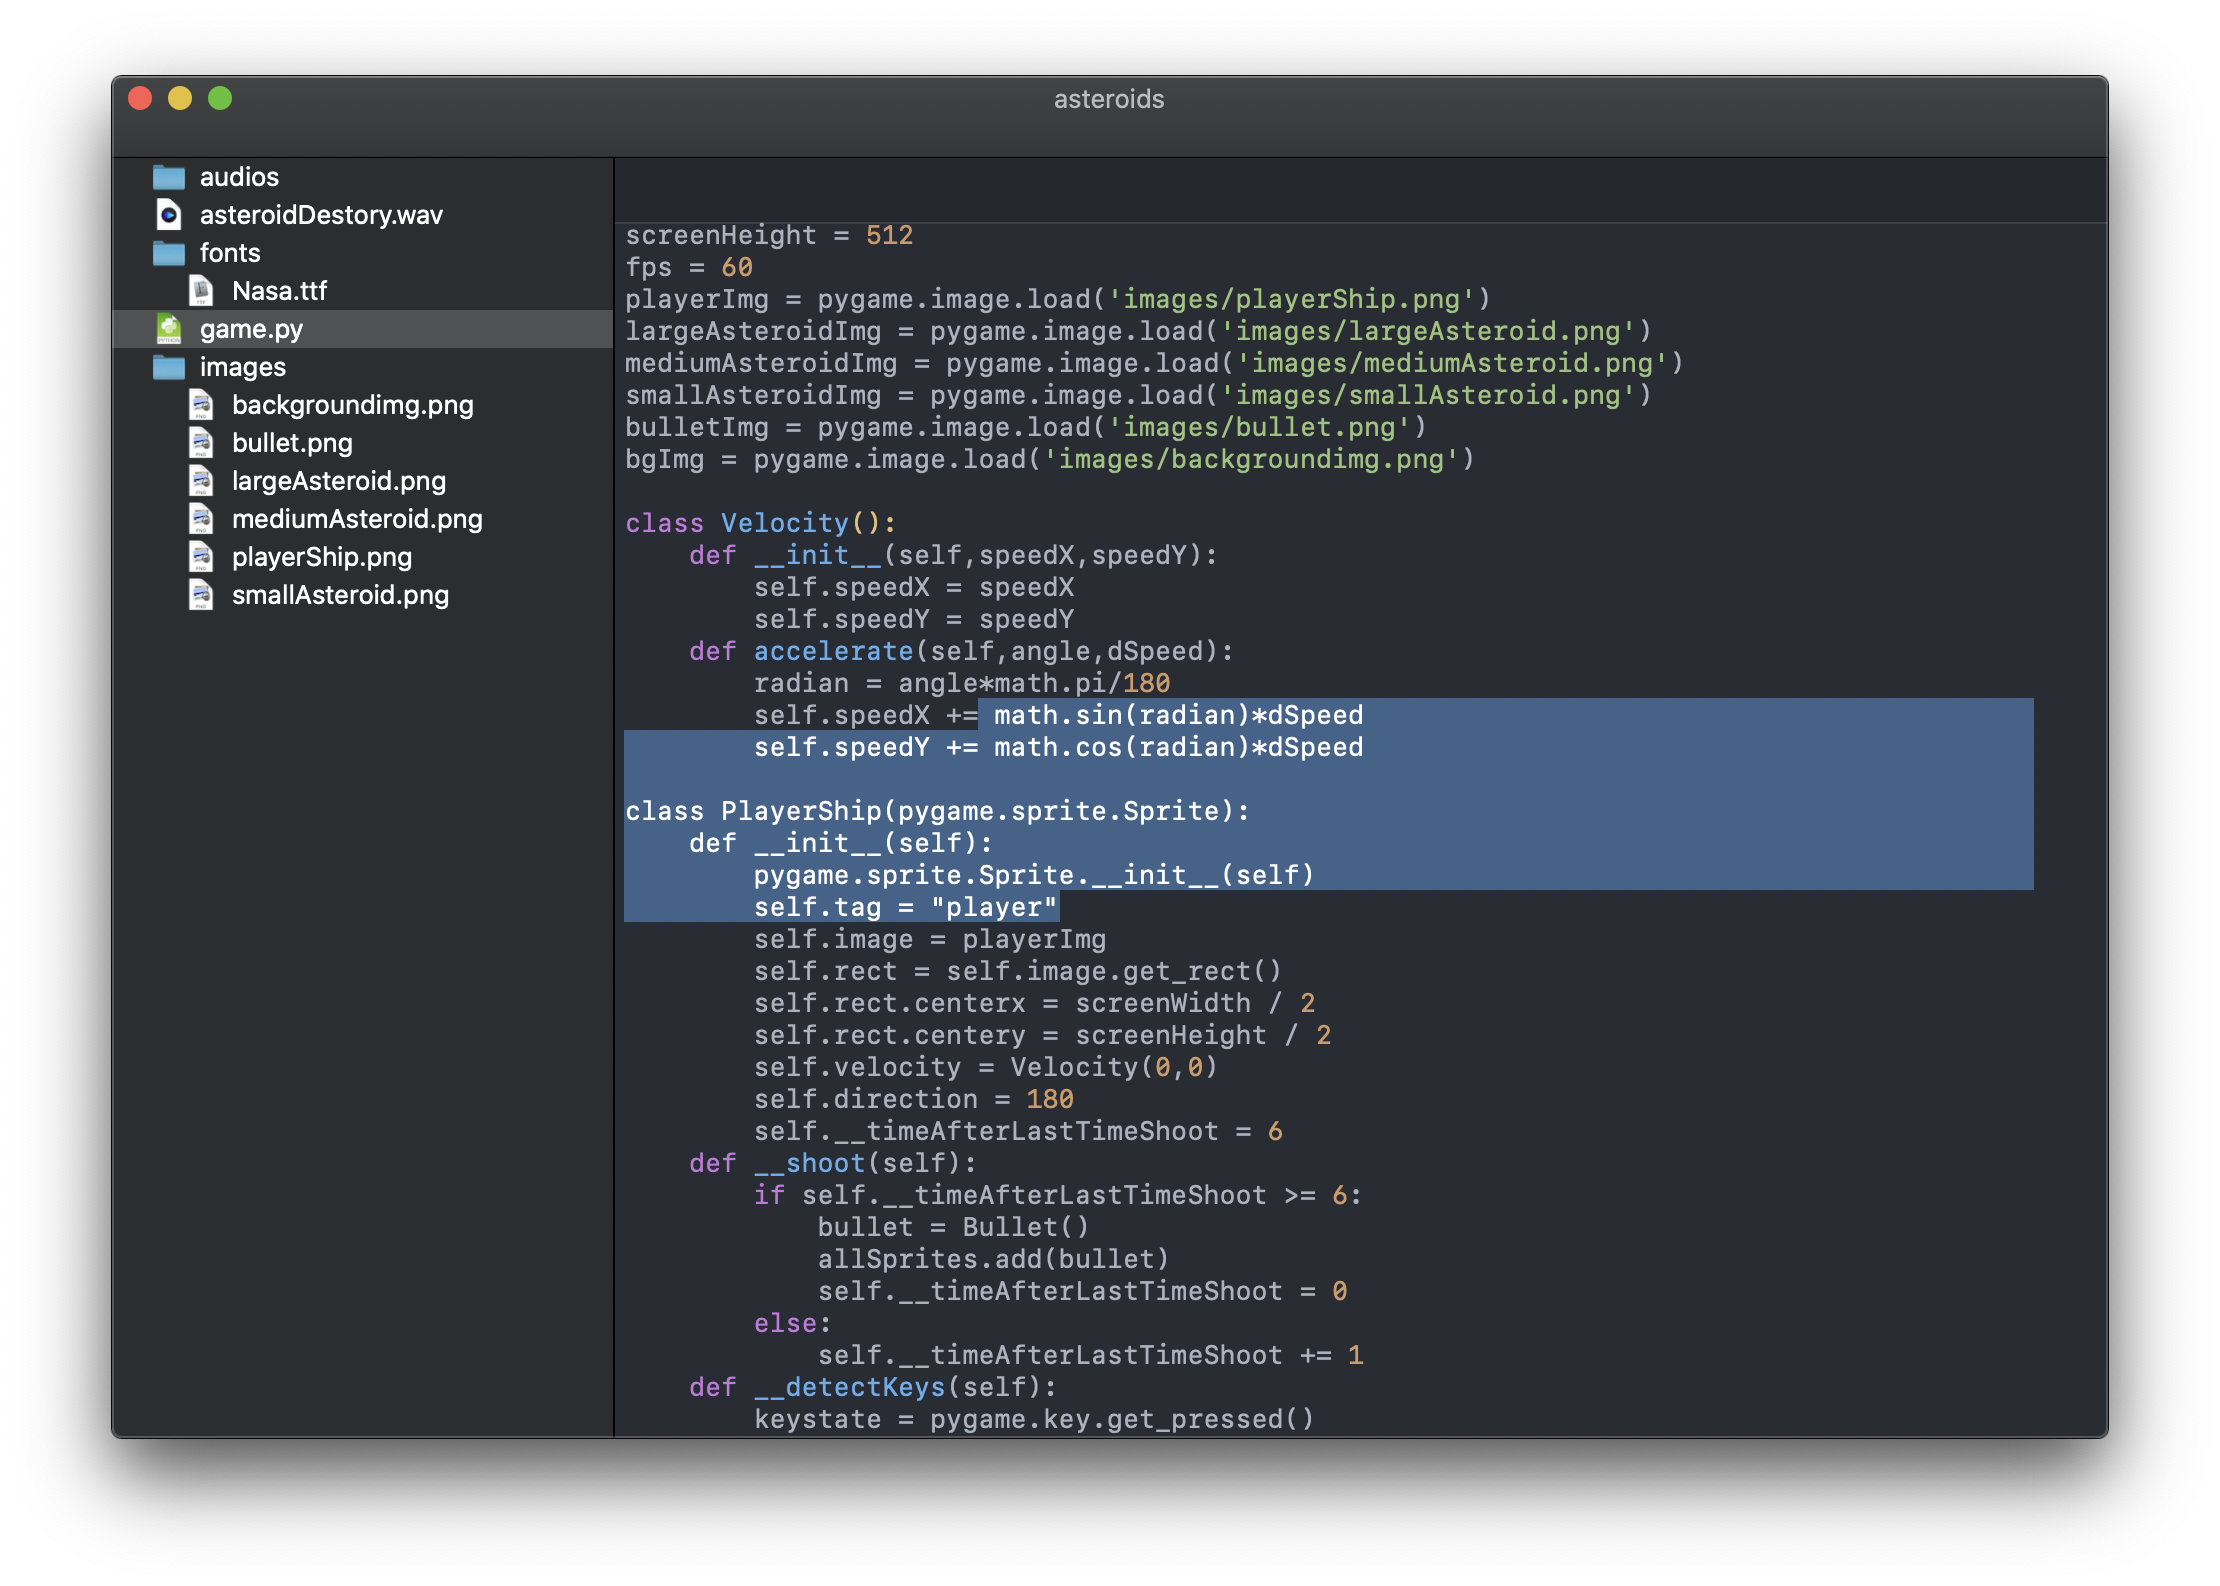 asteroids
audios
asteroidDestory.wav
fonts
Nasa.ttf
game.py
images
backgroundimg.png
bullet.png
largeAsteroid.png
mediumAsteroid.png
playerShip.png
smallAsteroid.png
screenHeight = 512
fps = 60
playerImg = pygame.image.load('images/playerShip.png')
largeAsteroidImg = pygame.image.load('images/largeAsteroid.png')
mediumAsteroidImg = pygame.image.load('images/mediumAsteroid.png')
smallAsteroidImg = pygame.image.load('images/smallAsteroid.png')
bulletImg = pygame.image.load('images/bullet.png')
bgImg = pygame.image.load('images/backgroundimg.png')
class Velocity():
    def __init__(self,speedX,speedY):
        self.speedX = speedX
        self.speedY = speedY
    def accelerate(self,angle,dSpeed):
        radian = angle*math.pi/180
        self.speedX += math.sin(radian)*dSpeed
        self.speedY += math.cos(radian)*dSpeed
class PlayerShip(pygame.sprite.Sprite):
    def __init__(self):
        pygame.sprite.Sprite.__init__(self)
        self.tag = "player"
        self.image = playerImg
        self.rect = self.image.get_rect()
        self.rect.centerx = screenWidth / 2
        self.rect.centery = screenHeight / 2
        self.velocity = Velocity(0,0)
        self.direction = 180
        self.__timeAfterLastTimeShoot = 6
    def __shoot(self):
        if self.__timeAfterLastTimeShoot >= 6:
            bullet = Bullet()
            allSprites.add(bullet)
            self.__timeAfterLastTimeShoot = 0
        else:
            self.__timeAfterLastTimeShoot += 1
    def __detectKeys(self):
        keystate = pygame.key.get_pressed()